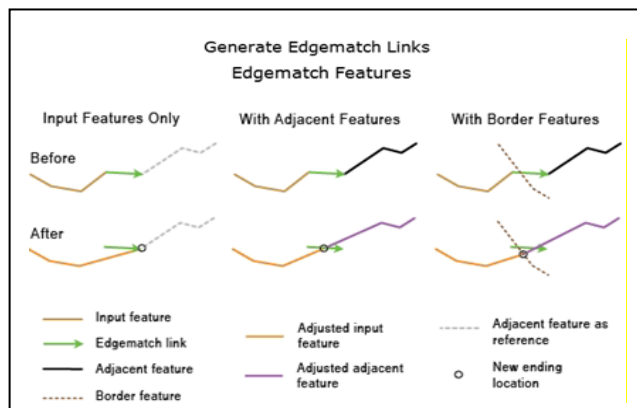 Generate Edgematch Links
Edgematch Features
Input Features Only
With Adjacent Features
With Border Features
Before
After
Input feature
Edgematch link
Adjacent feature
Border feature
Adjusted input
feature
Adjusted adjacent
feature
Adjacent feature as
reference
New ending
location